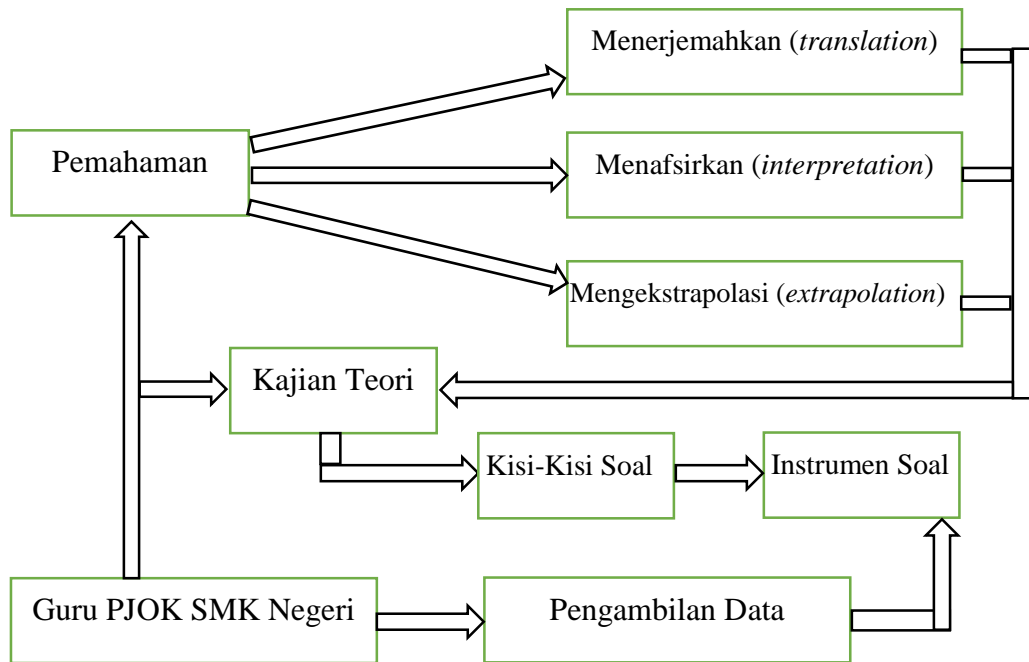 Menerjemahkan (translation)
Pemahaman
Menafsirkan (interpretation)
Mengekstrapolasi (extrapolation)
Kajian Teori
Kisi-Kisi Soal
Instrumen Soal
Guru PJOK SMK Negeri
Pengambilan Data